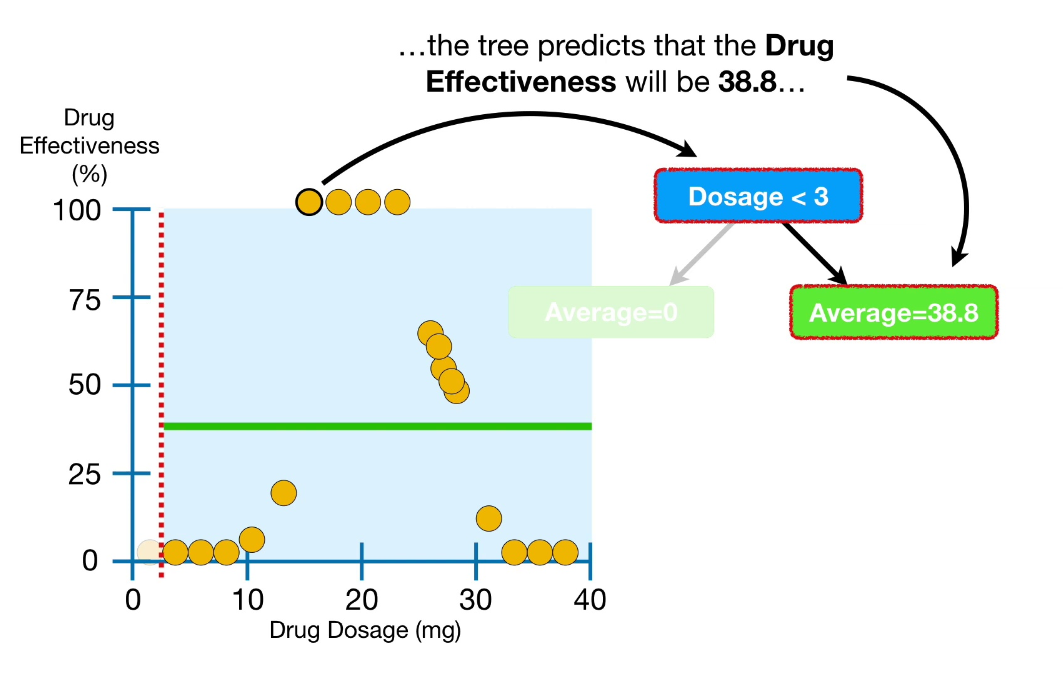 …the tree predicts that the Drug
Effectiveness will be 38.8…
Drug
Effectiveness
(%)
Dosage < 3
Average=0
Average=38.8
100
75
50
25
0
0 10 20 30 40
Drug Dosage (mg)